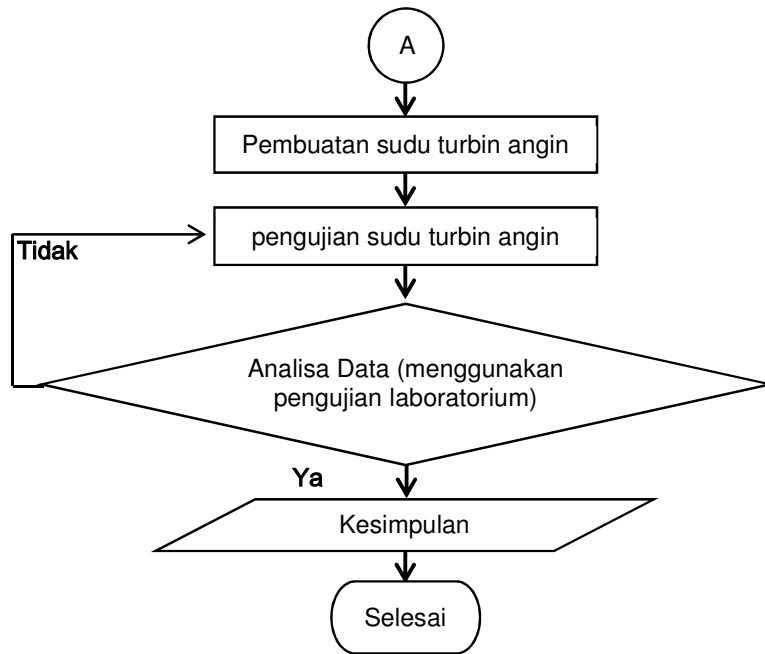 A
Pembuatan sudu turbin angin
pengujian sudu turbin angin
Tidak
Analisa Data (menggunakan
pengujian laboratorium)
Ya
Kesimpulan
Selesai